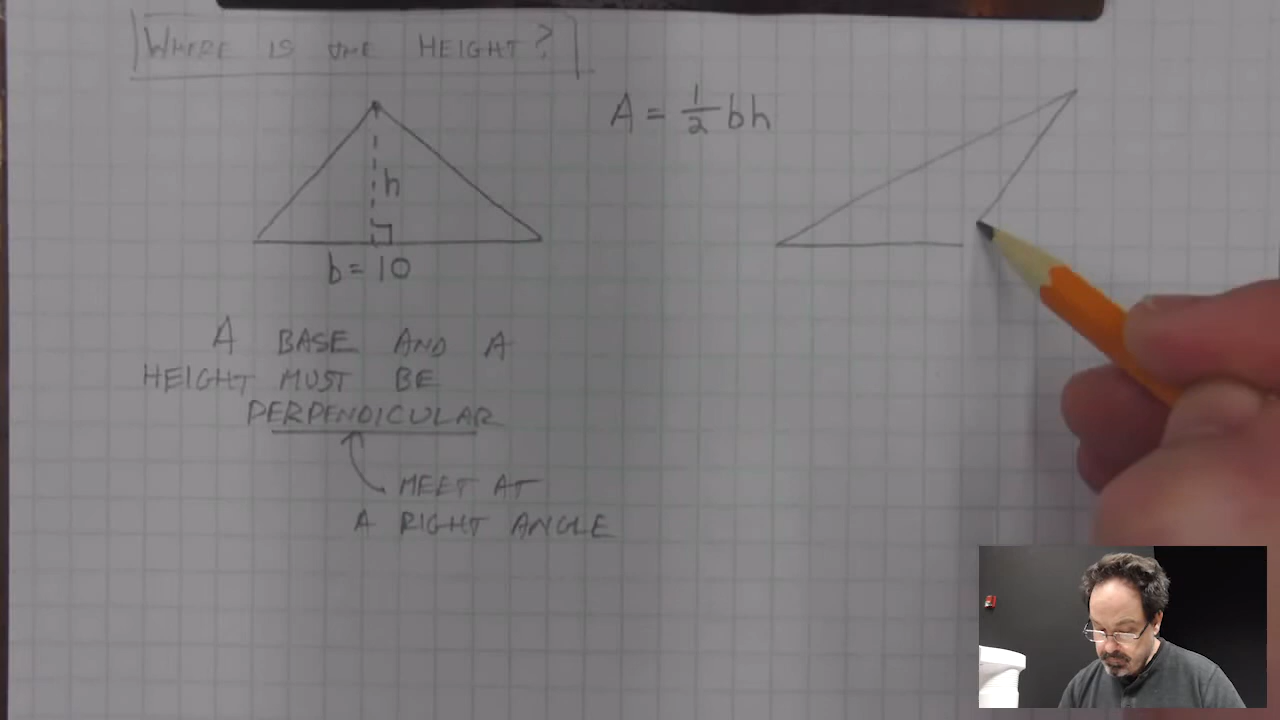 WHERE IS THE HEIGHT?
A = 1/2 bh
h
b = 10
A BASE AND A
HEIGHT MUST BE
PERPENDICULAR
MEET AT
A RIGHT ANGLE